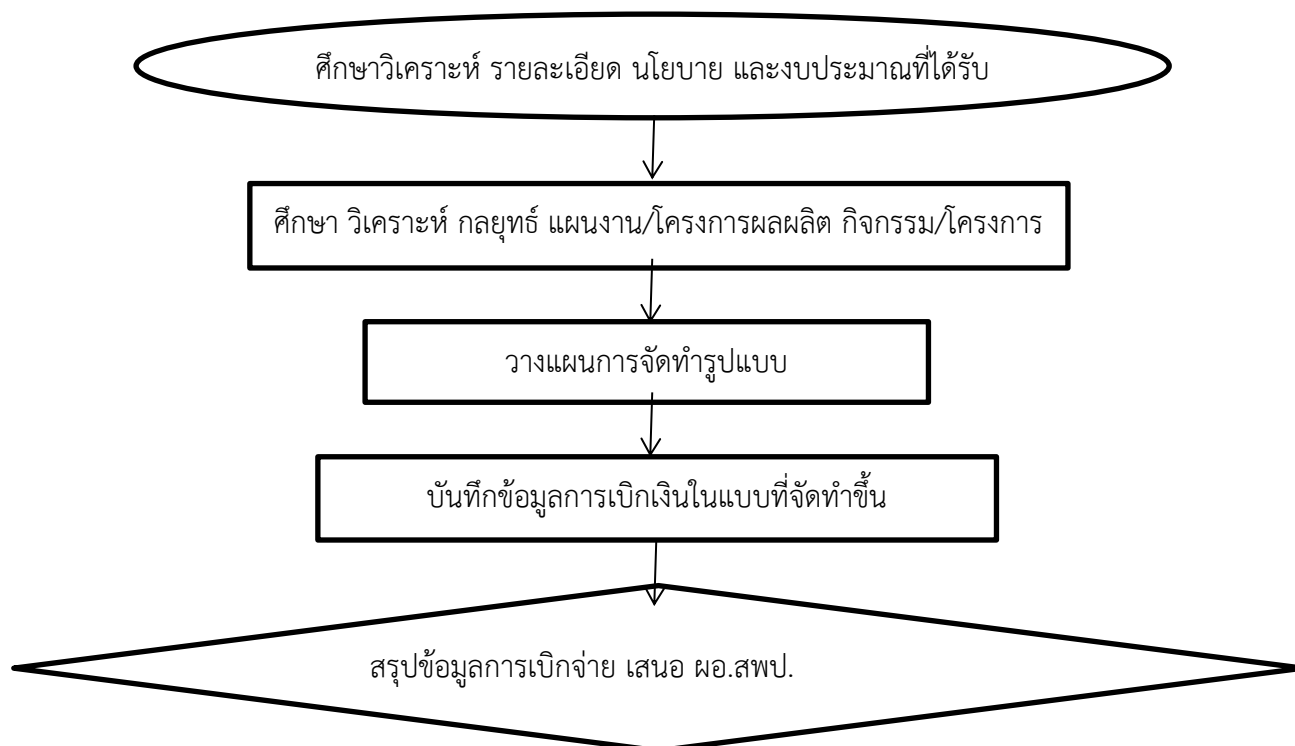 ศึกษาวิเคราะห์ รายละเอียด นโยบาย และงบประมาณที่ได้รับ
ศึกษา วิเคราะห์ กลยุทธ์ แผนงาน/โครงการผลผลิต กิจกรรม/โครงการ
วางแผนการจัดทำรูปแบบ
บันทึกข้อมูลการเบิกเงินในแบบที่จัดทำขึ้น
สรุปข้อมูลการเบิกจ่าย เสนอ ผอ.สพป.